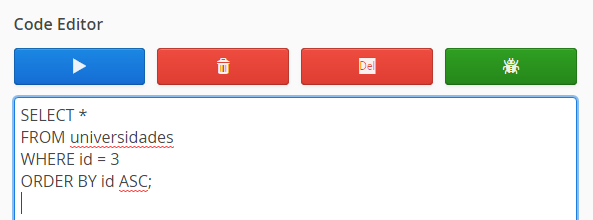 Code Editor
Del
SELECT *
FROM universidades
WHERE id = 3
ORDER BY id ASC;